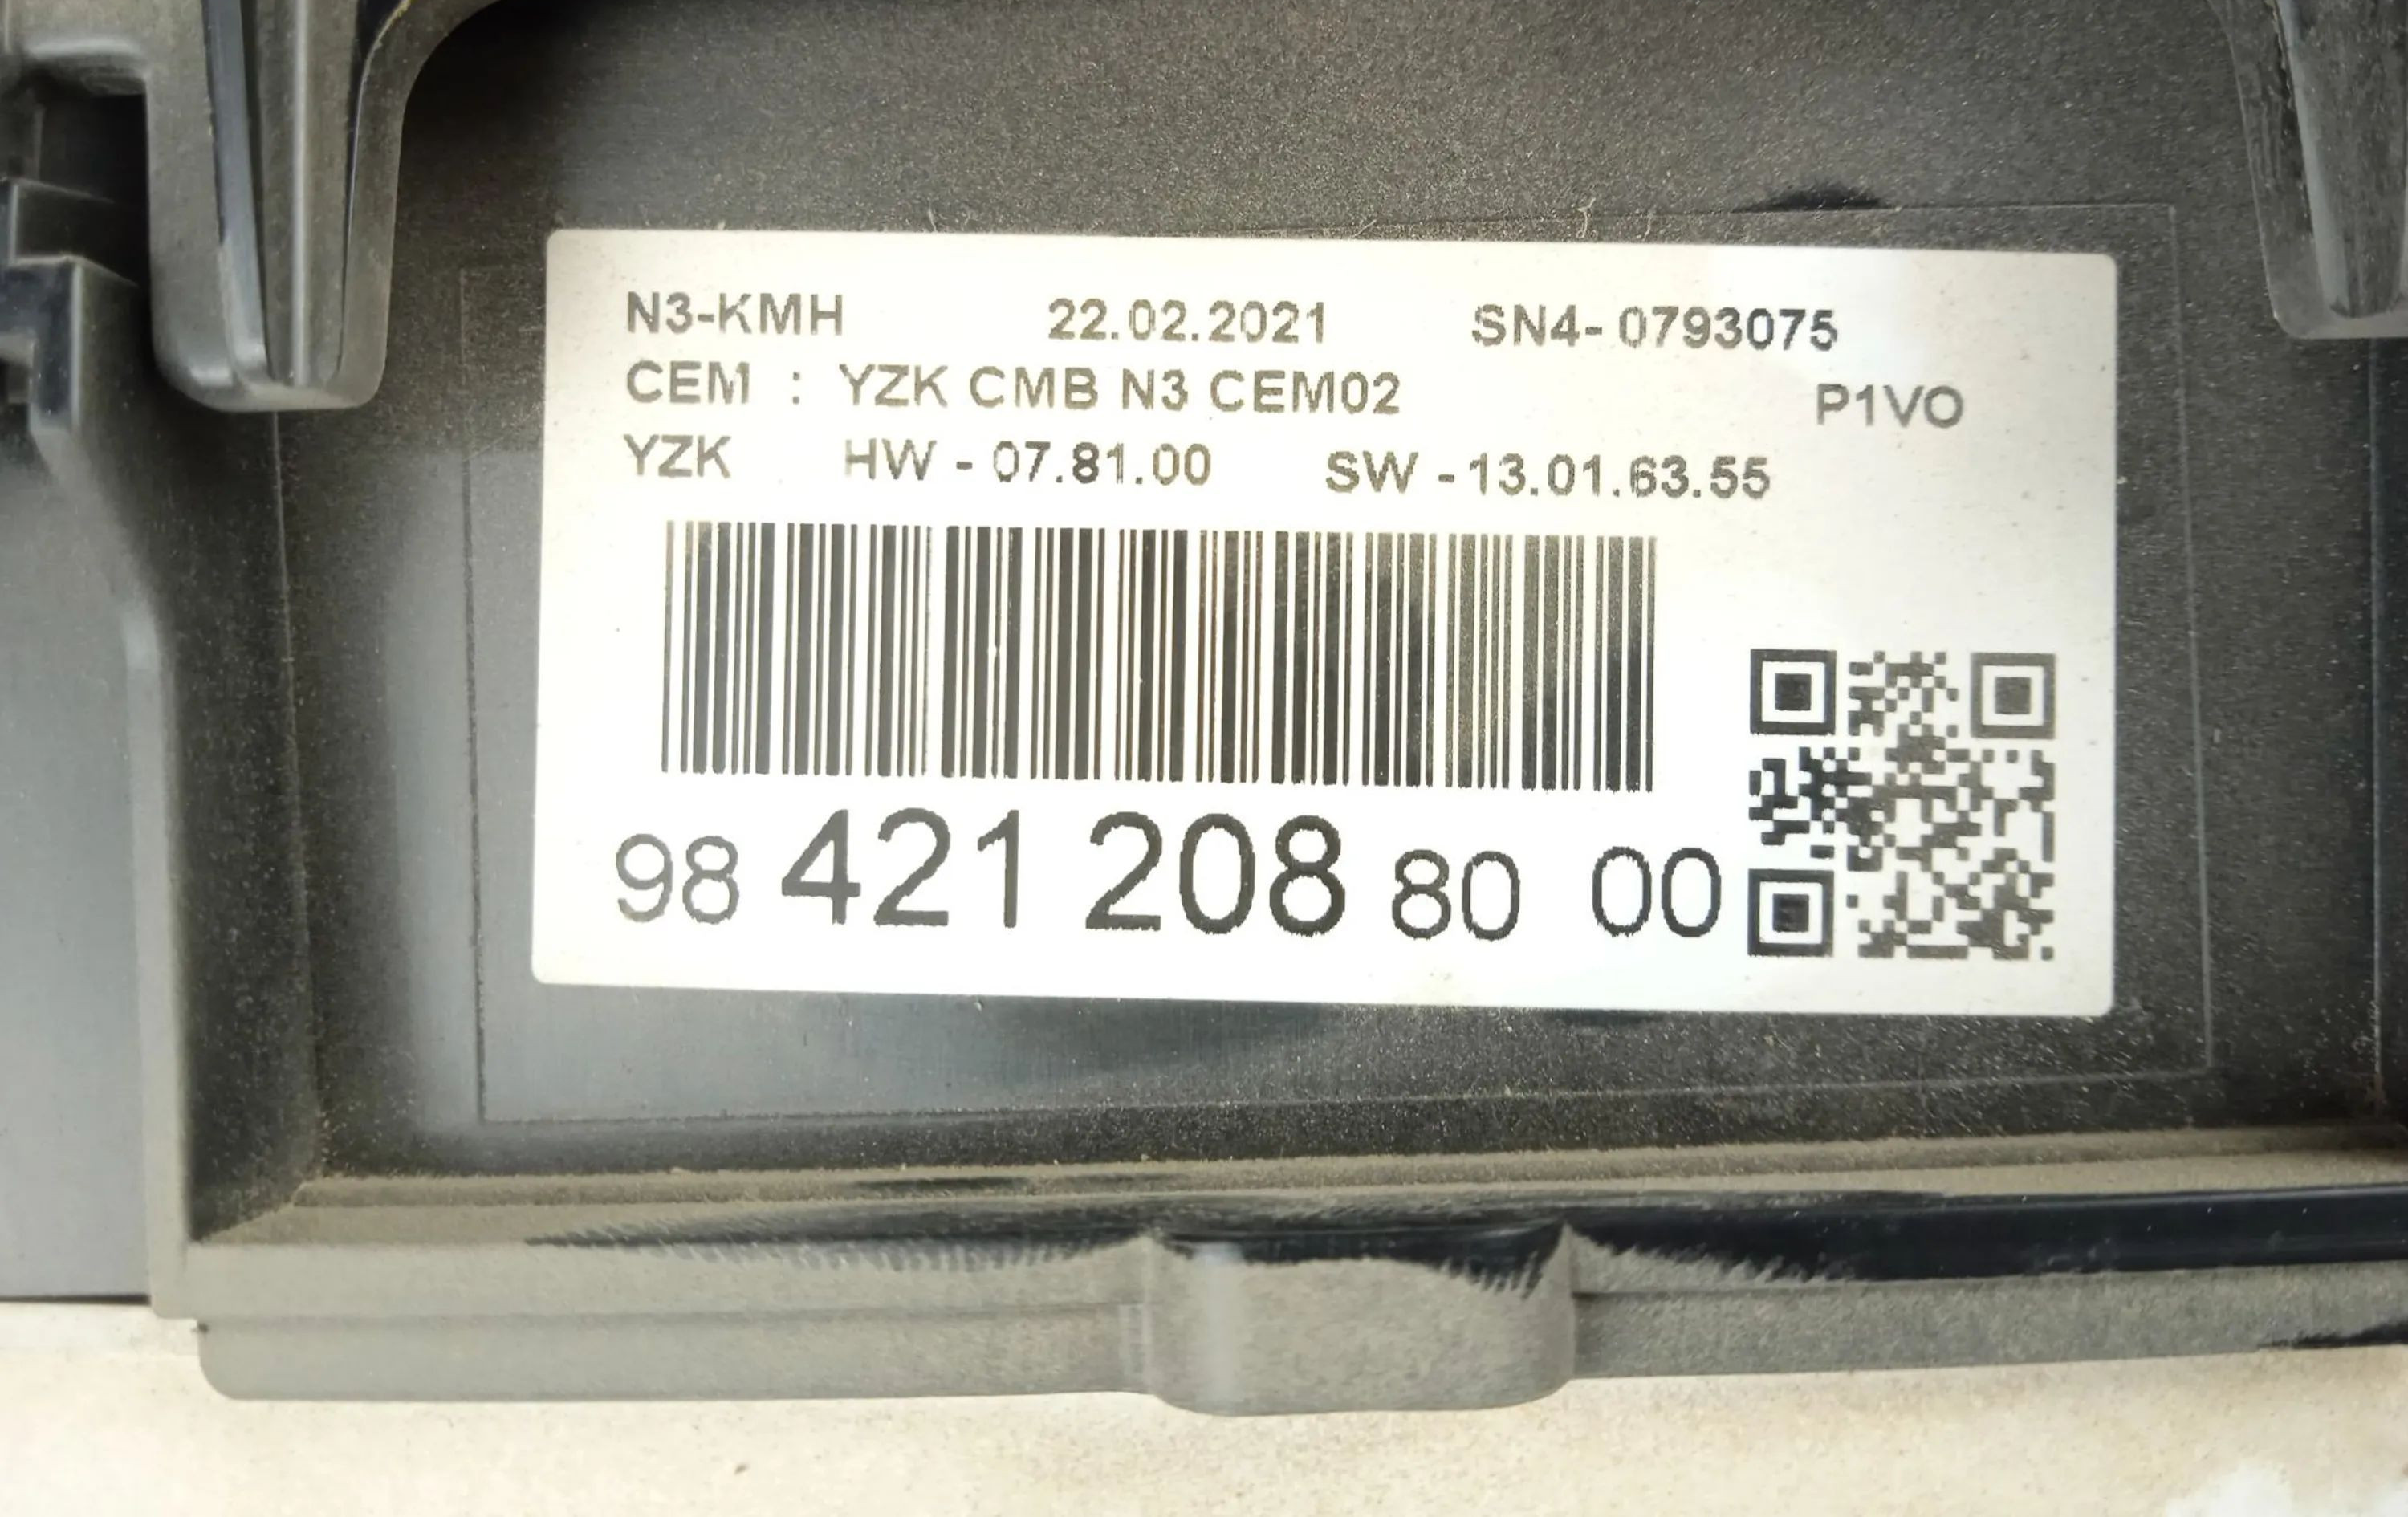 N3-KMH 22.02.2021 SN4-0793075
CEM : YZK CMB N3 CEM02 P1VO
YZK HW - 07.81.00 SW -13.01.63.55
98 421 208 80 00